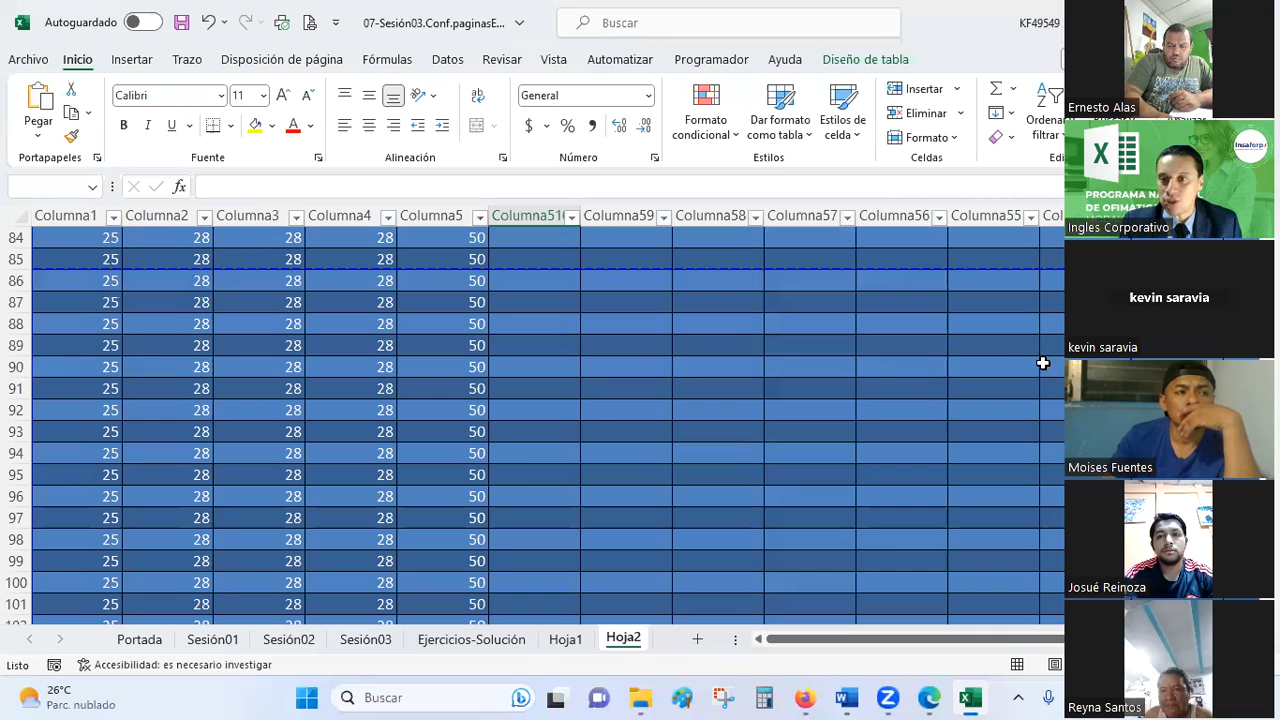 Autoguardado 07-Sesión03.Conf.paginasE... Buscar KF49549
Archivo Inicio Insertar Trazo Disposición de página Fórmulas Datos Revisar Vista Automatizar Programador Ayuda Diseño de tabla
Pegar
Calibri 11
N K S
General
$ % 000
Formato condicional
Dar formato como tabla
Estilos de celda
Insertar
Eliminar
Formato
Portapapeles Fuente Alineación Número Estilos Celdas
Columna1 Columna2 Columna3 Columna4 Columna59 Columna58 Columna56 Columna55
84 25 28 28 28 50
85 25 28 28 28 50
86 25 28 28 28 50
87 25 28 28 28 50
88 25 28 28 28 50
89 25 28 28 28 50
90 25 28 28 28 50
91 25 28 28 28 50
92 25 28 28 28 50
93 25 28 28 28 50
94 25 28 28 28 50
95 25 28 28 28 50
96 25 28 28 28 50
97 25 28 28 28 50
98 25 28 28 28 50
99 25 28 28 28 50
100 25 28 28 28 50
101 25 28 28 28 50
Portada Sesión01 Sesión02 Sesión03 Ejercicios-Solución Hoja1 Hoja2
Listo Accesibilidad: es necesario investigar
26°C
Parc. nublado
Buscar
Ernesto Alas
Insaforp
PROGRAMA NA
DE OFIMATIC
Ingles Corporativo
kevin saravia
kevin saravia
Moises Fuentes
Josué Reinoza
Reyna Santos